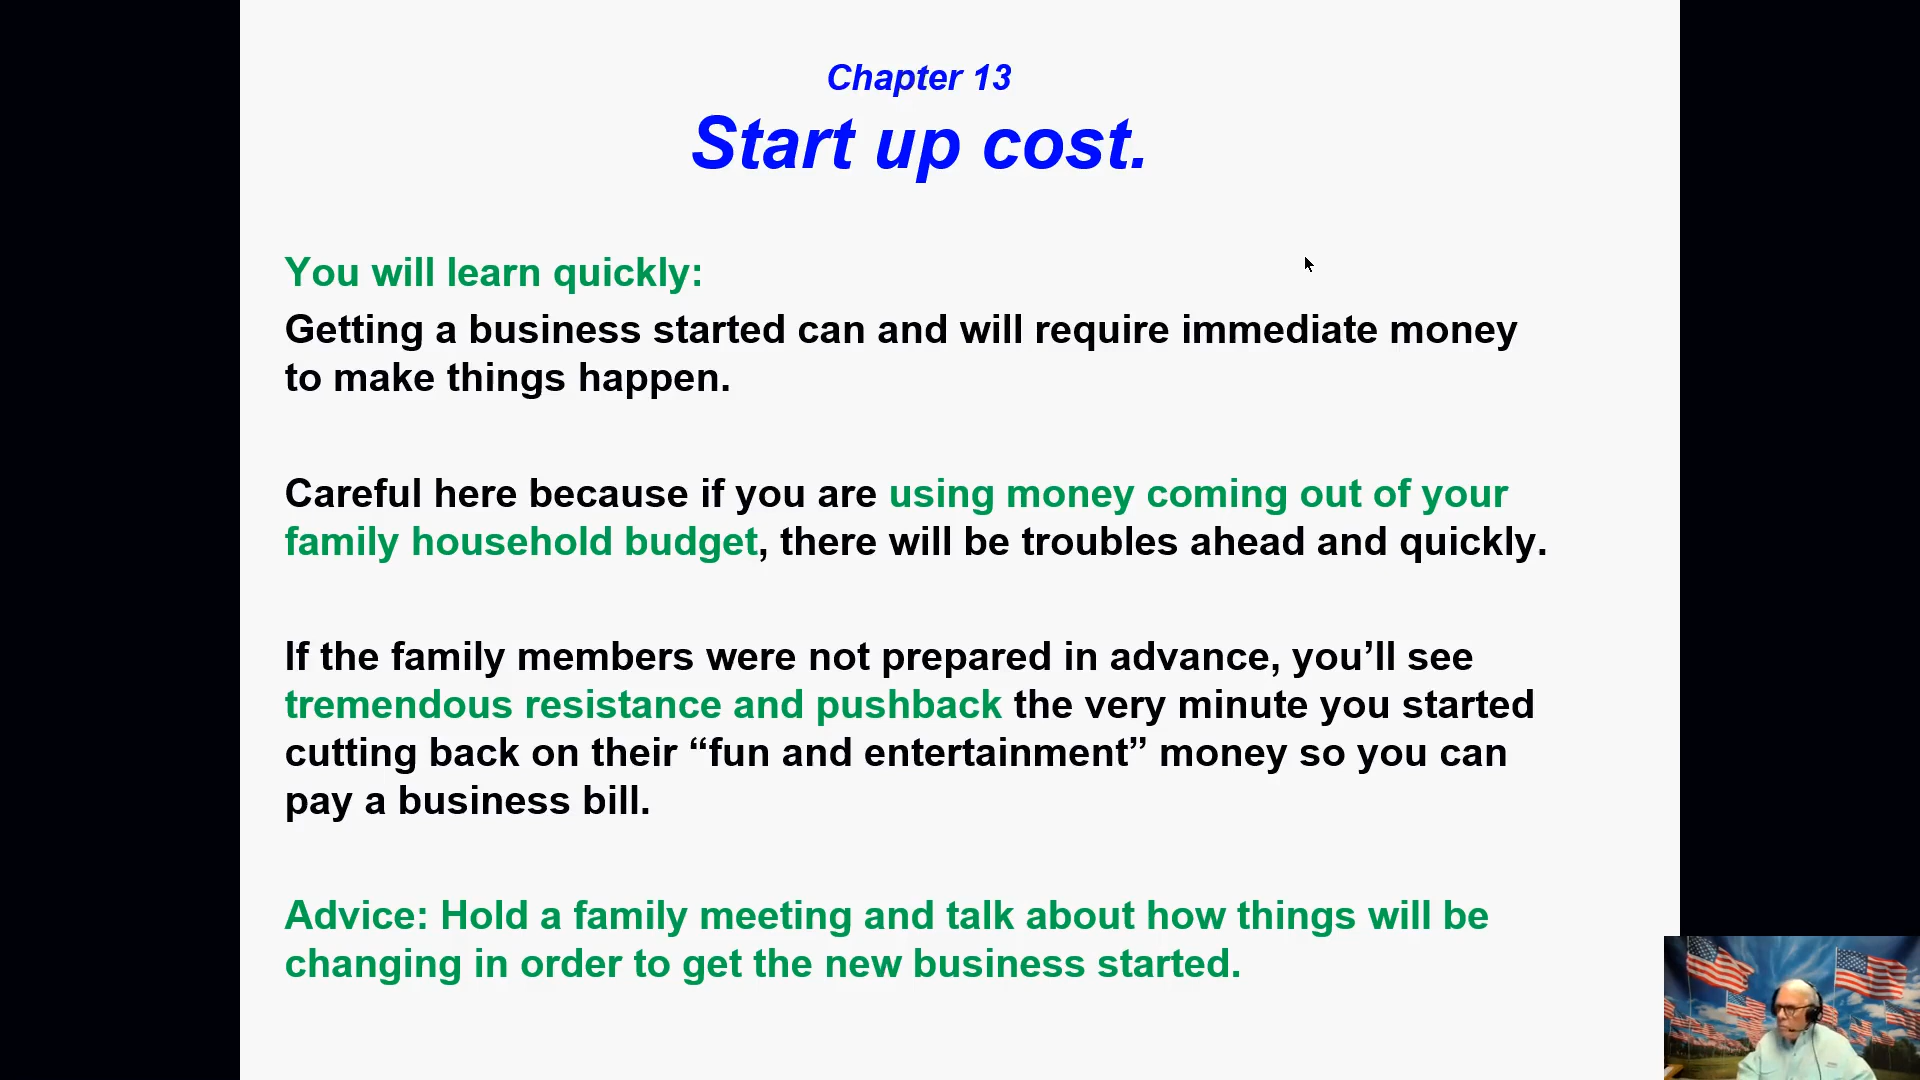 Chapter 13
Start up cost.
You will learn quickly:
Getting a business started can and will require immediate money
to make things happen.
Careful here because if you are using money coming out of your
family household budget, there will be troubles ahead and quickly.
If the family members were not prepared in advance, you’ll see
tremendous resistance and pushback the very minute you started
cutting back on their “fun and entertainment” money so you can
pay a business bill.
Advice: Hold a family meeting and talk about how things will be
changing in order to get the new business started.